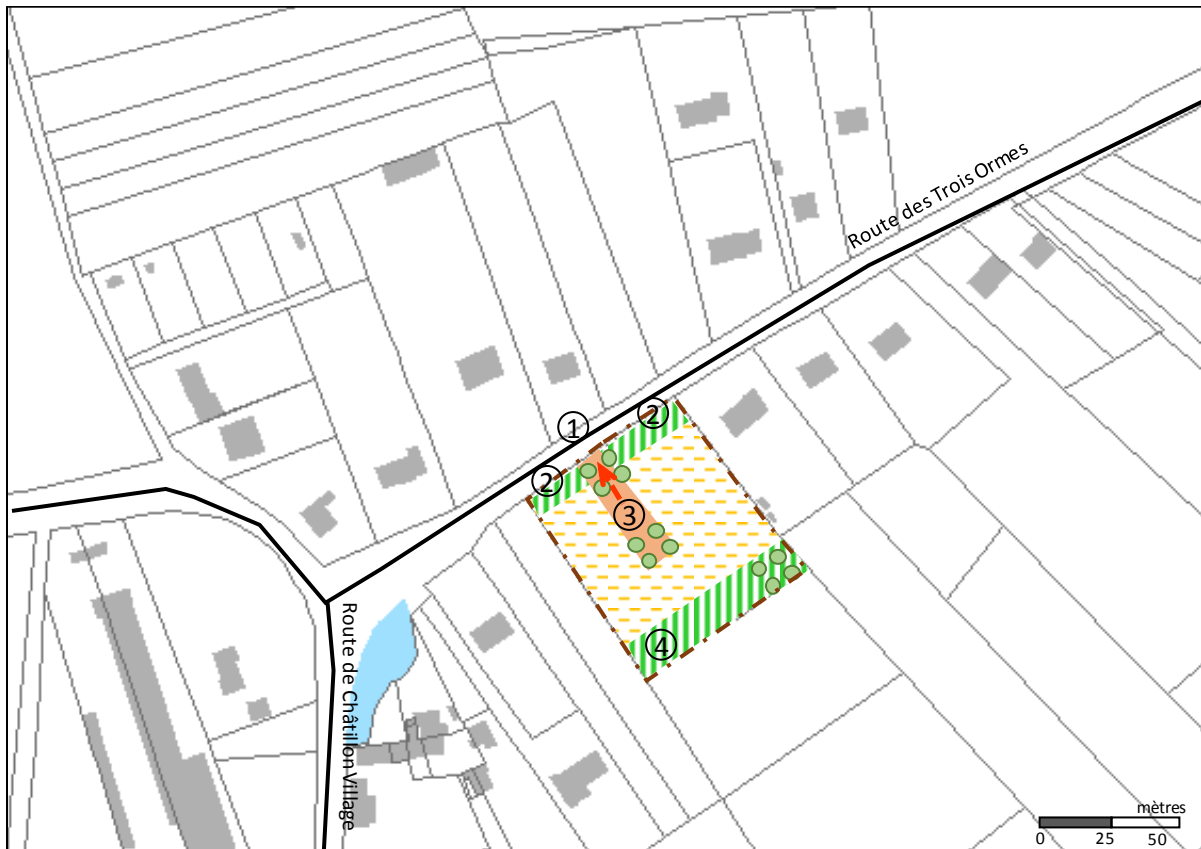 Route des Trois Ormes
②
①
②
③
④
Route de Châtillon Village
mètres
0 25 50